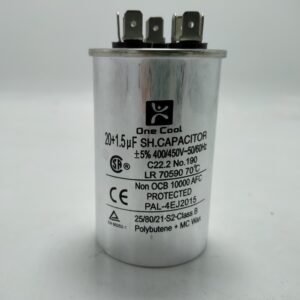 One Cool
20+1.5μF SH.CAPACITOR
±5% 400/450V~50/60Hz
C22.2 No.190
LR 70590 70℃
Non OCB 10000 AFC
PROTECTED
PAL-4EJ2015
25/80/21-S2-Class B
Polybutene + MC Wax